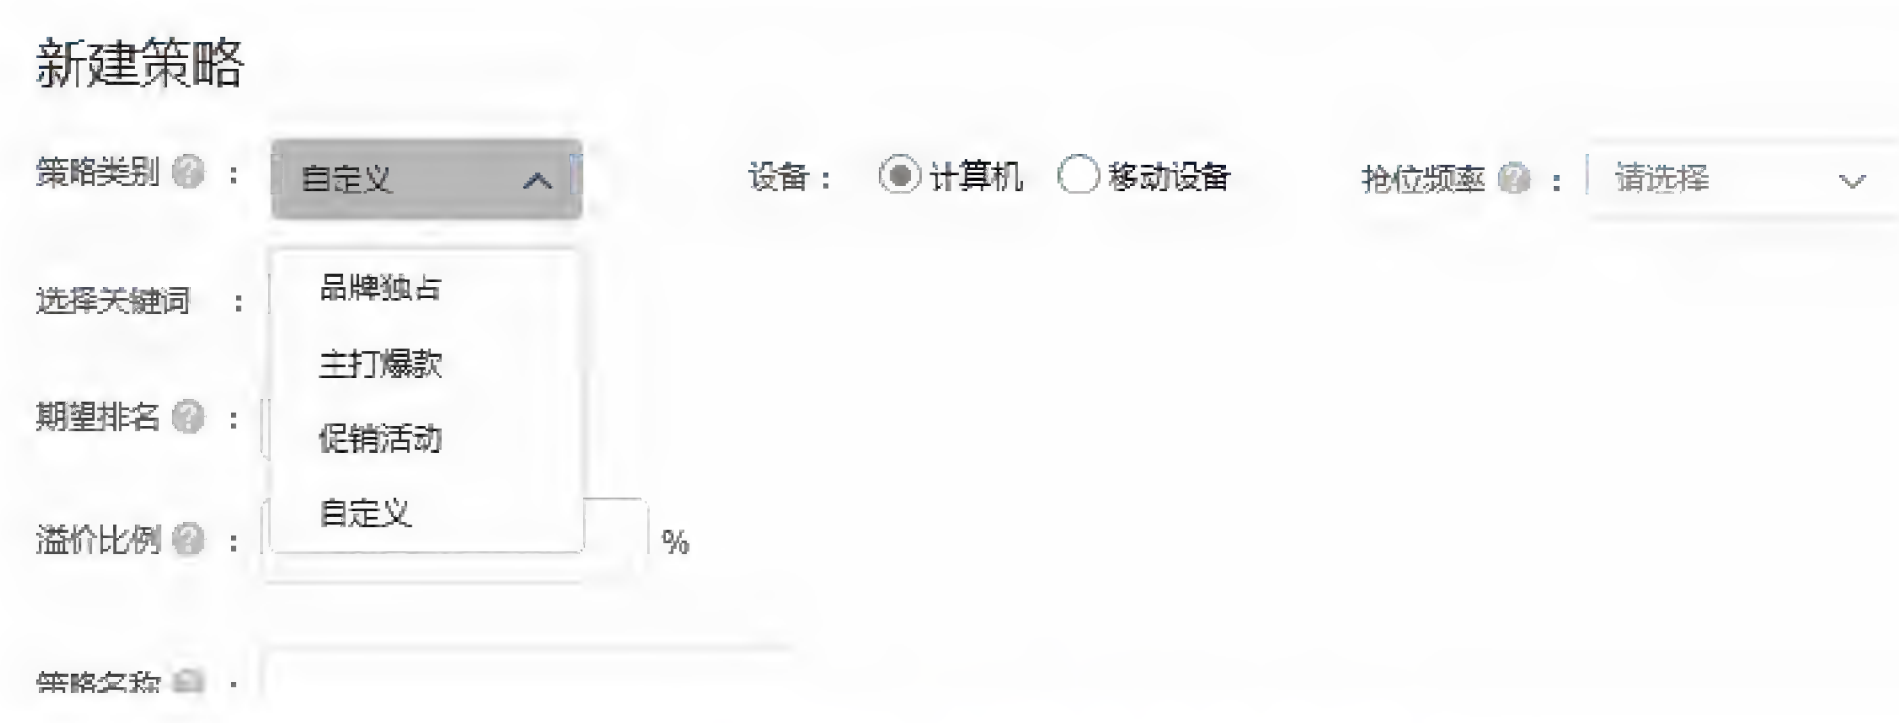 新建策略
策略类别 ? ： 自定义 设备： 计算机 移动设备 抢位频率 ? ： 请选择
品牌独占
选择关键词 ：
主打爆款
期望排名 ? ：
促销活动
自定义
溢价比例 ? ： %
策略名称 ：